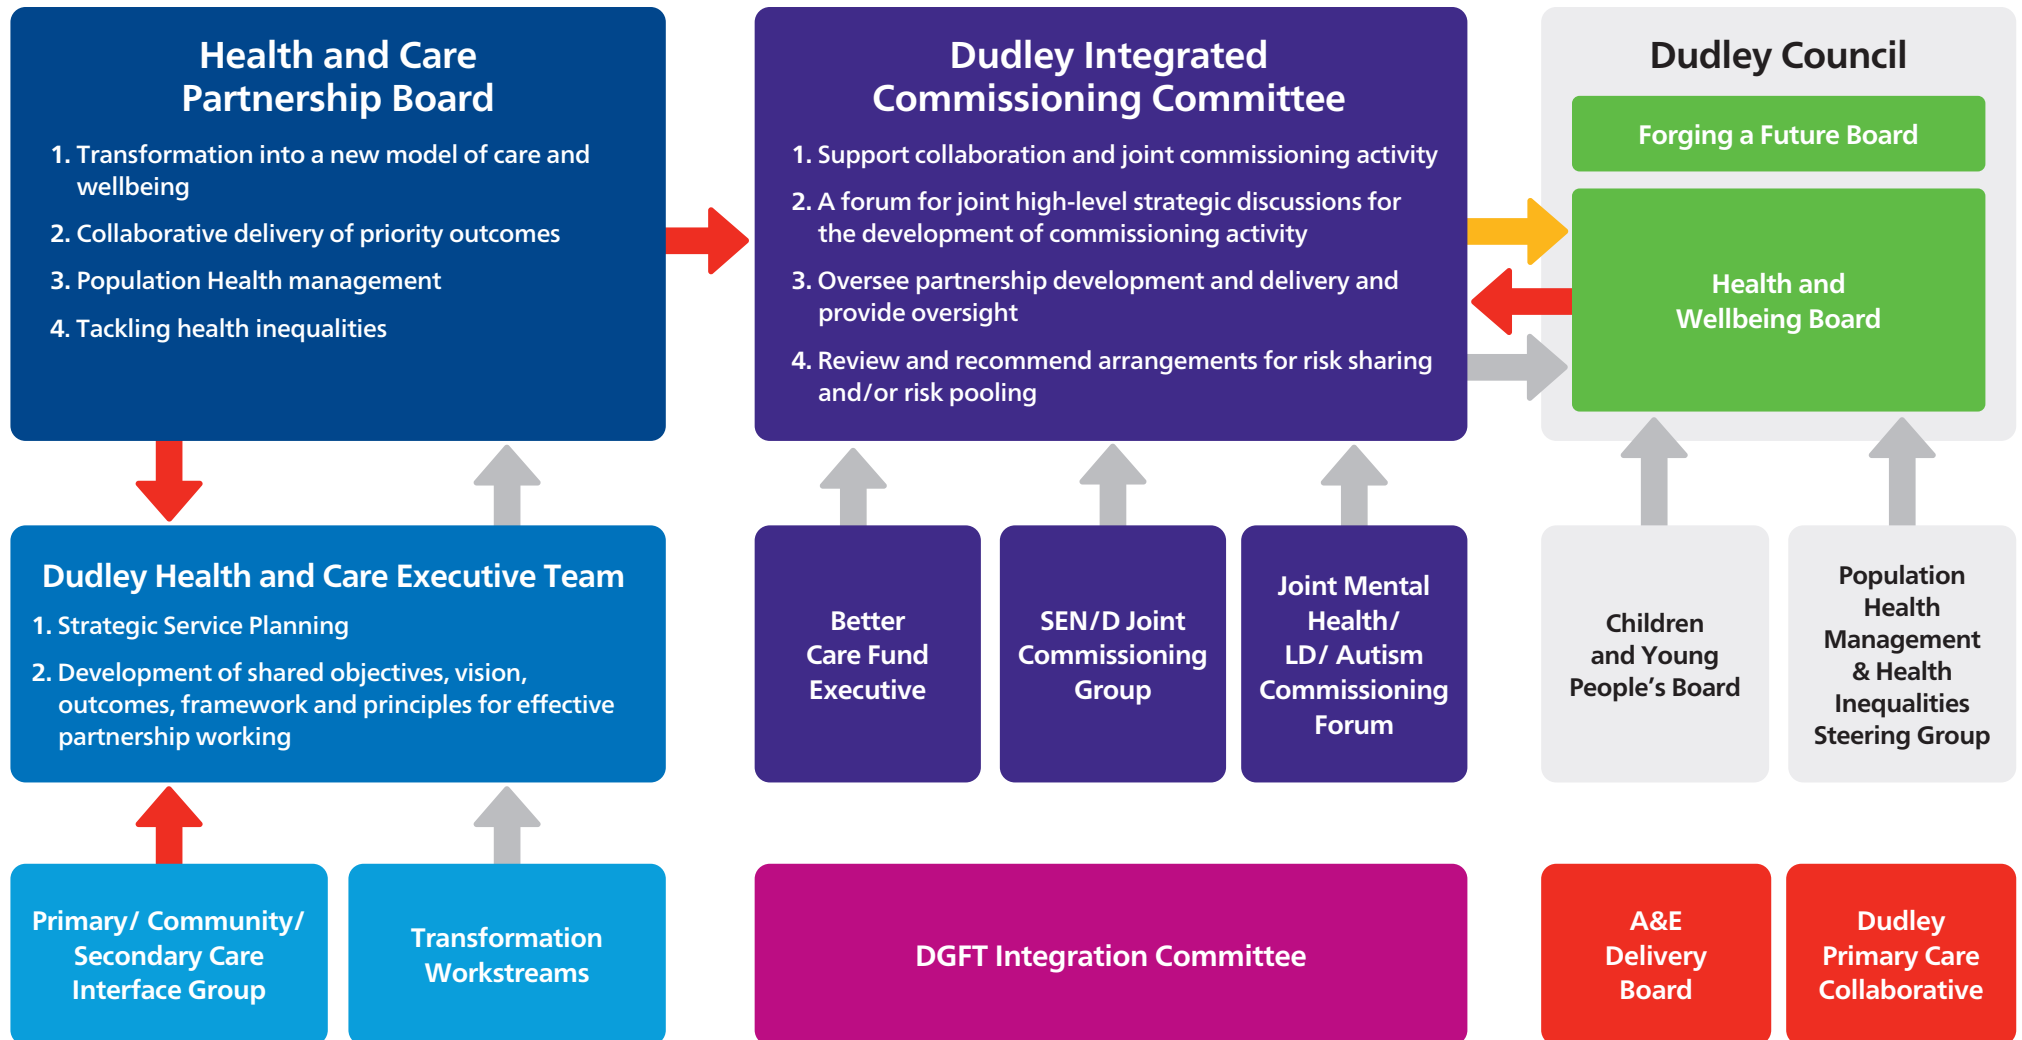 Health and Care
Partnership Board
1. Transformation into a new model of care and
wellbeing
2. Collaborative delivery of priority outcomes
3. Population Health management
4. Tackling health inequalities
Dudley Integrated
Commissioning Committee
1. Support collaboration and joint commissioning activity
2. A forum for joint high-level strategic discussions for
the development of commissioning activity
3. Oversee partnership development and delivery and
provide oversight
4. Review and recommend arrangements for risk sharing
and/or risk pooling
Dudley Council
Forging a Future Board
Health and
Wellbeing Board
Dudley Health and Care Executive Team
1. Strategic Service Planning
2. Development of shared objectives, vision,
outcomes, framework and principles for effective
partnership working
Better
Care Fund
Executive
SEN/D Joint
Commissioning
Group
Joint Mental
Health/
LD/ Autism
Commissioning
Forum
Children
and Young
People’s Board
Population
Health
Management
& Health
Inequalities
Steering Group
Primary/ Community/
Secondary Care
Interface Group
Transformation
Workstreams
DGFT Integration Committee
A&E
Delivery
Board
Dudley
Primary Care
Collaborative